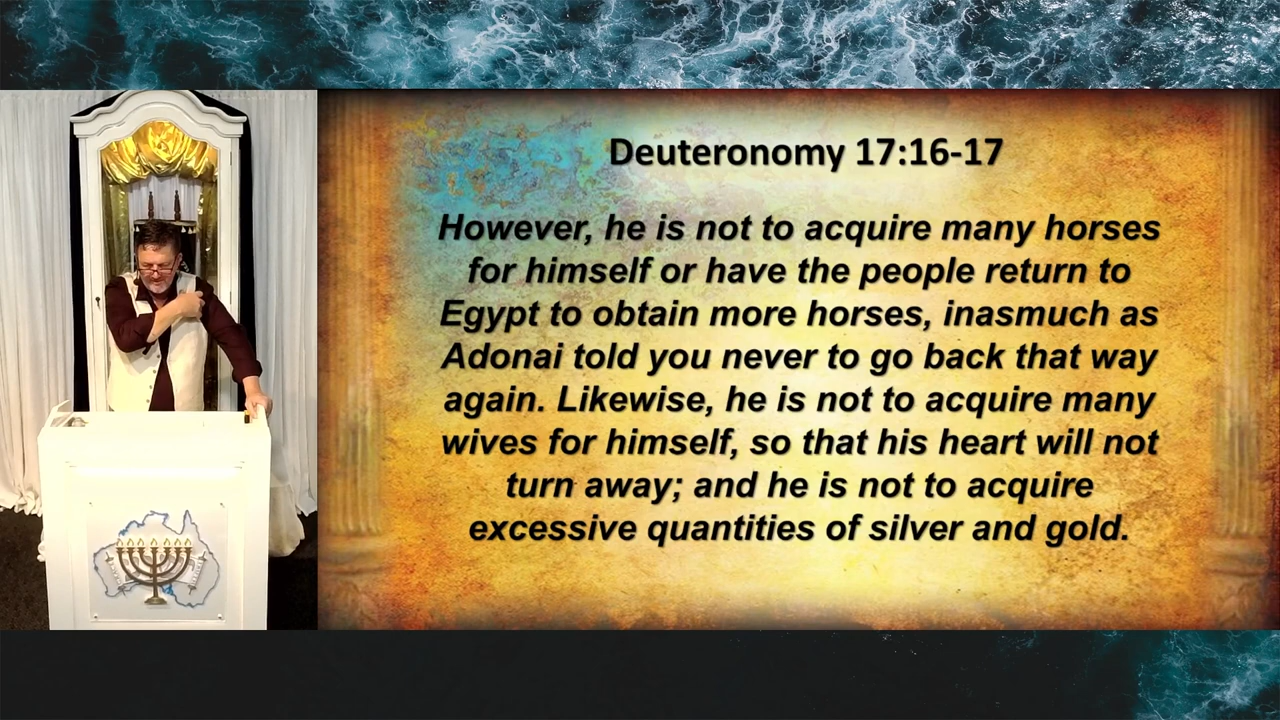 Deuteronomy 17:16-17
However, he is not to acquire many horses
for himself or have the people return to
Egypt to obtain more horses, inasmuch as
Adonai told you never to go back that way
again. Likewise, he is not to acquire many
wives for himself, so that his heart will not
turn away; and he is not to acquire
excessive quantities of silver and gold.